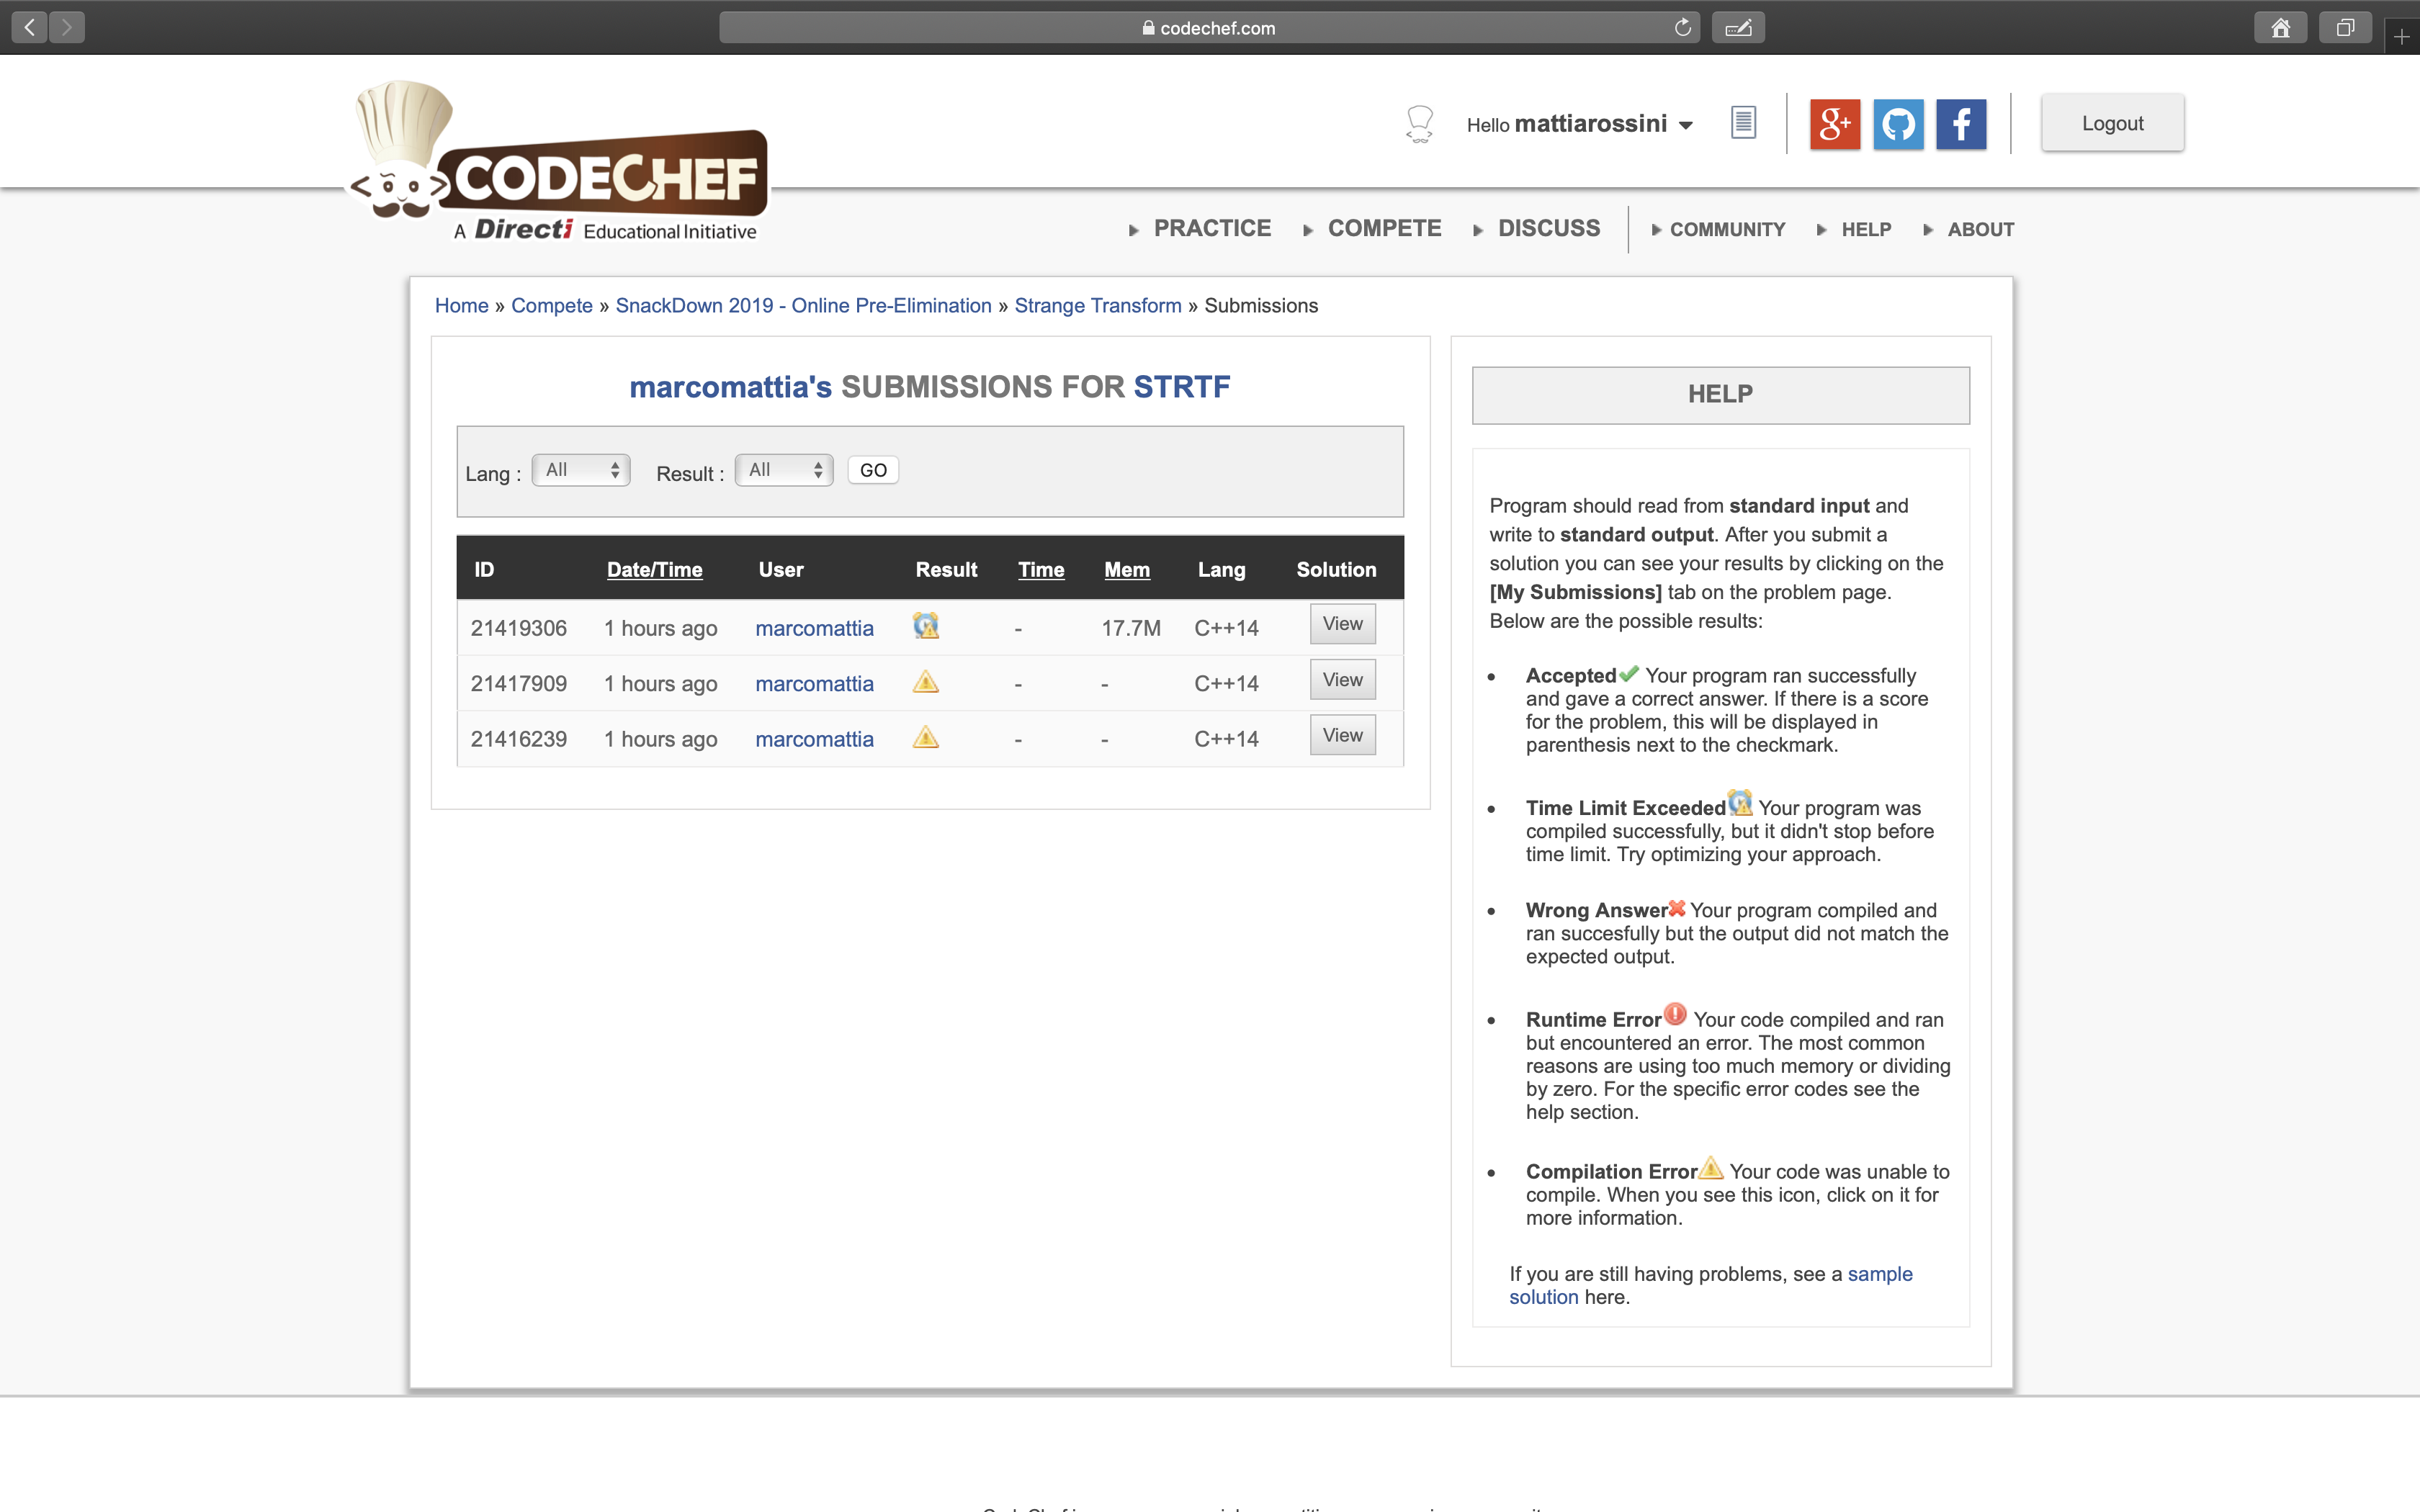 codechef.com
Hello mattiarossini
g+
f
Logout
CODECHEF
A Directi Educational Initiative
PRACTICE COMPETE DISCUSS COMMUNITY HELP ABOUT
Home » Compete » SnackDown 2019 - Online Pre-Elimination » Strange Transform » Submissions
marcomattia's SUBMISSIONS FOR STRTF
Lang : All Result : All GO
ID Date/Time User Result Time Mem Lang Solution
21419306 1 hours ago marcomattia - 17.7M C++14 View
21417909 1 hours ago marcomattia - - C++14 View
21416239 1 hours ago marcomattia - - C++14 View
HELP
Program should read from standard input and
write to standard output. After you submit a
solution you can see your results by clicking on the
[My Submissions] tab on the problem page.
Below are the possible results:
• Accepted Your program ran successfully
and gave a correct answer. If there is a score
for the problem, this will be displayed in
parenthesis next to the checkmark.
• Time Limit Exceeded Your program was
compiled successfully, but it didn't stop before
time limit. Try optimizing your approach.
• Wrong Answer Your program compiled and
ran succesfully but the output did not match the
expected output.
• Runtime Error Your code compiled and ran
but encountered an error. The most common
reasons are using too much memory or dividing
by zero. For the specific error codes see the
help section.
• Compilation Error Your code was unable to
compile. When you see this icon, click on it for
more information.
If you are still having problems, see a sample
solution here.